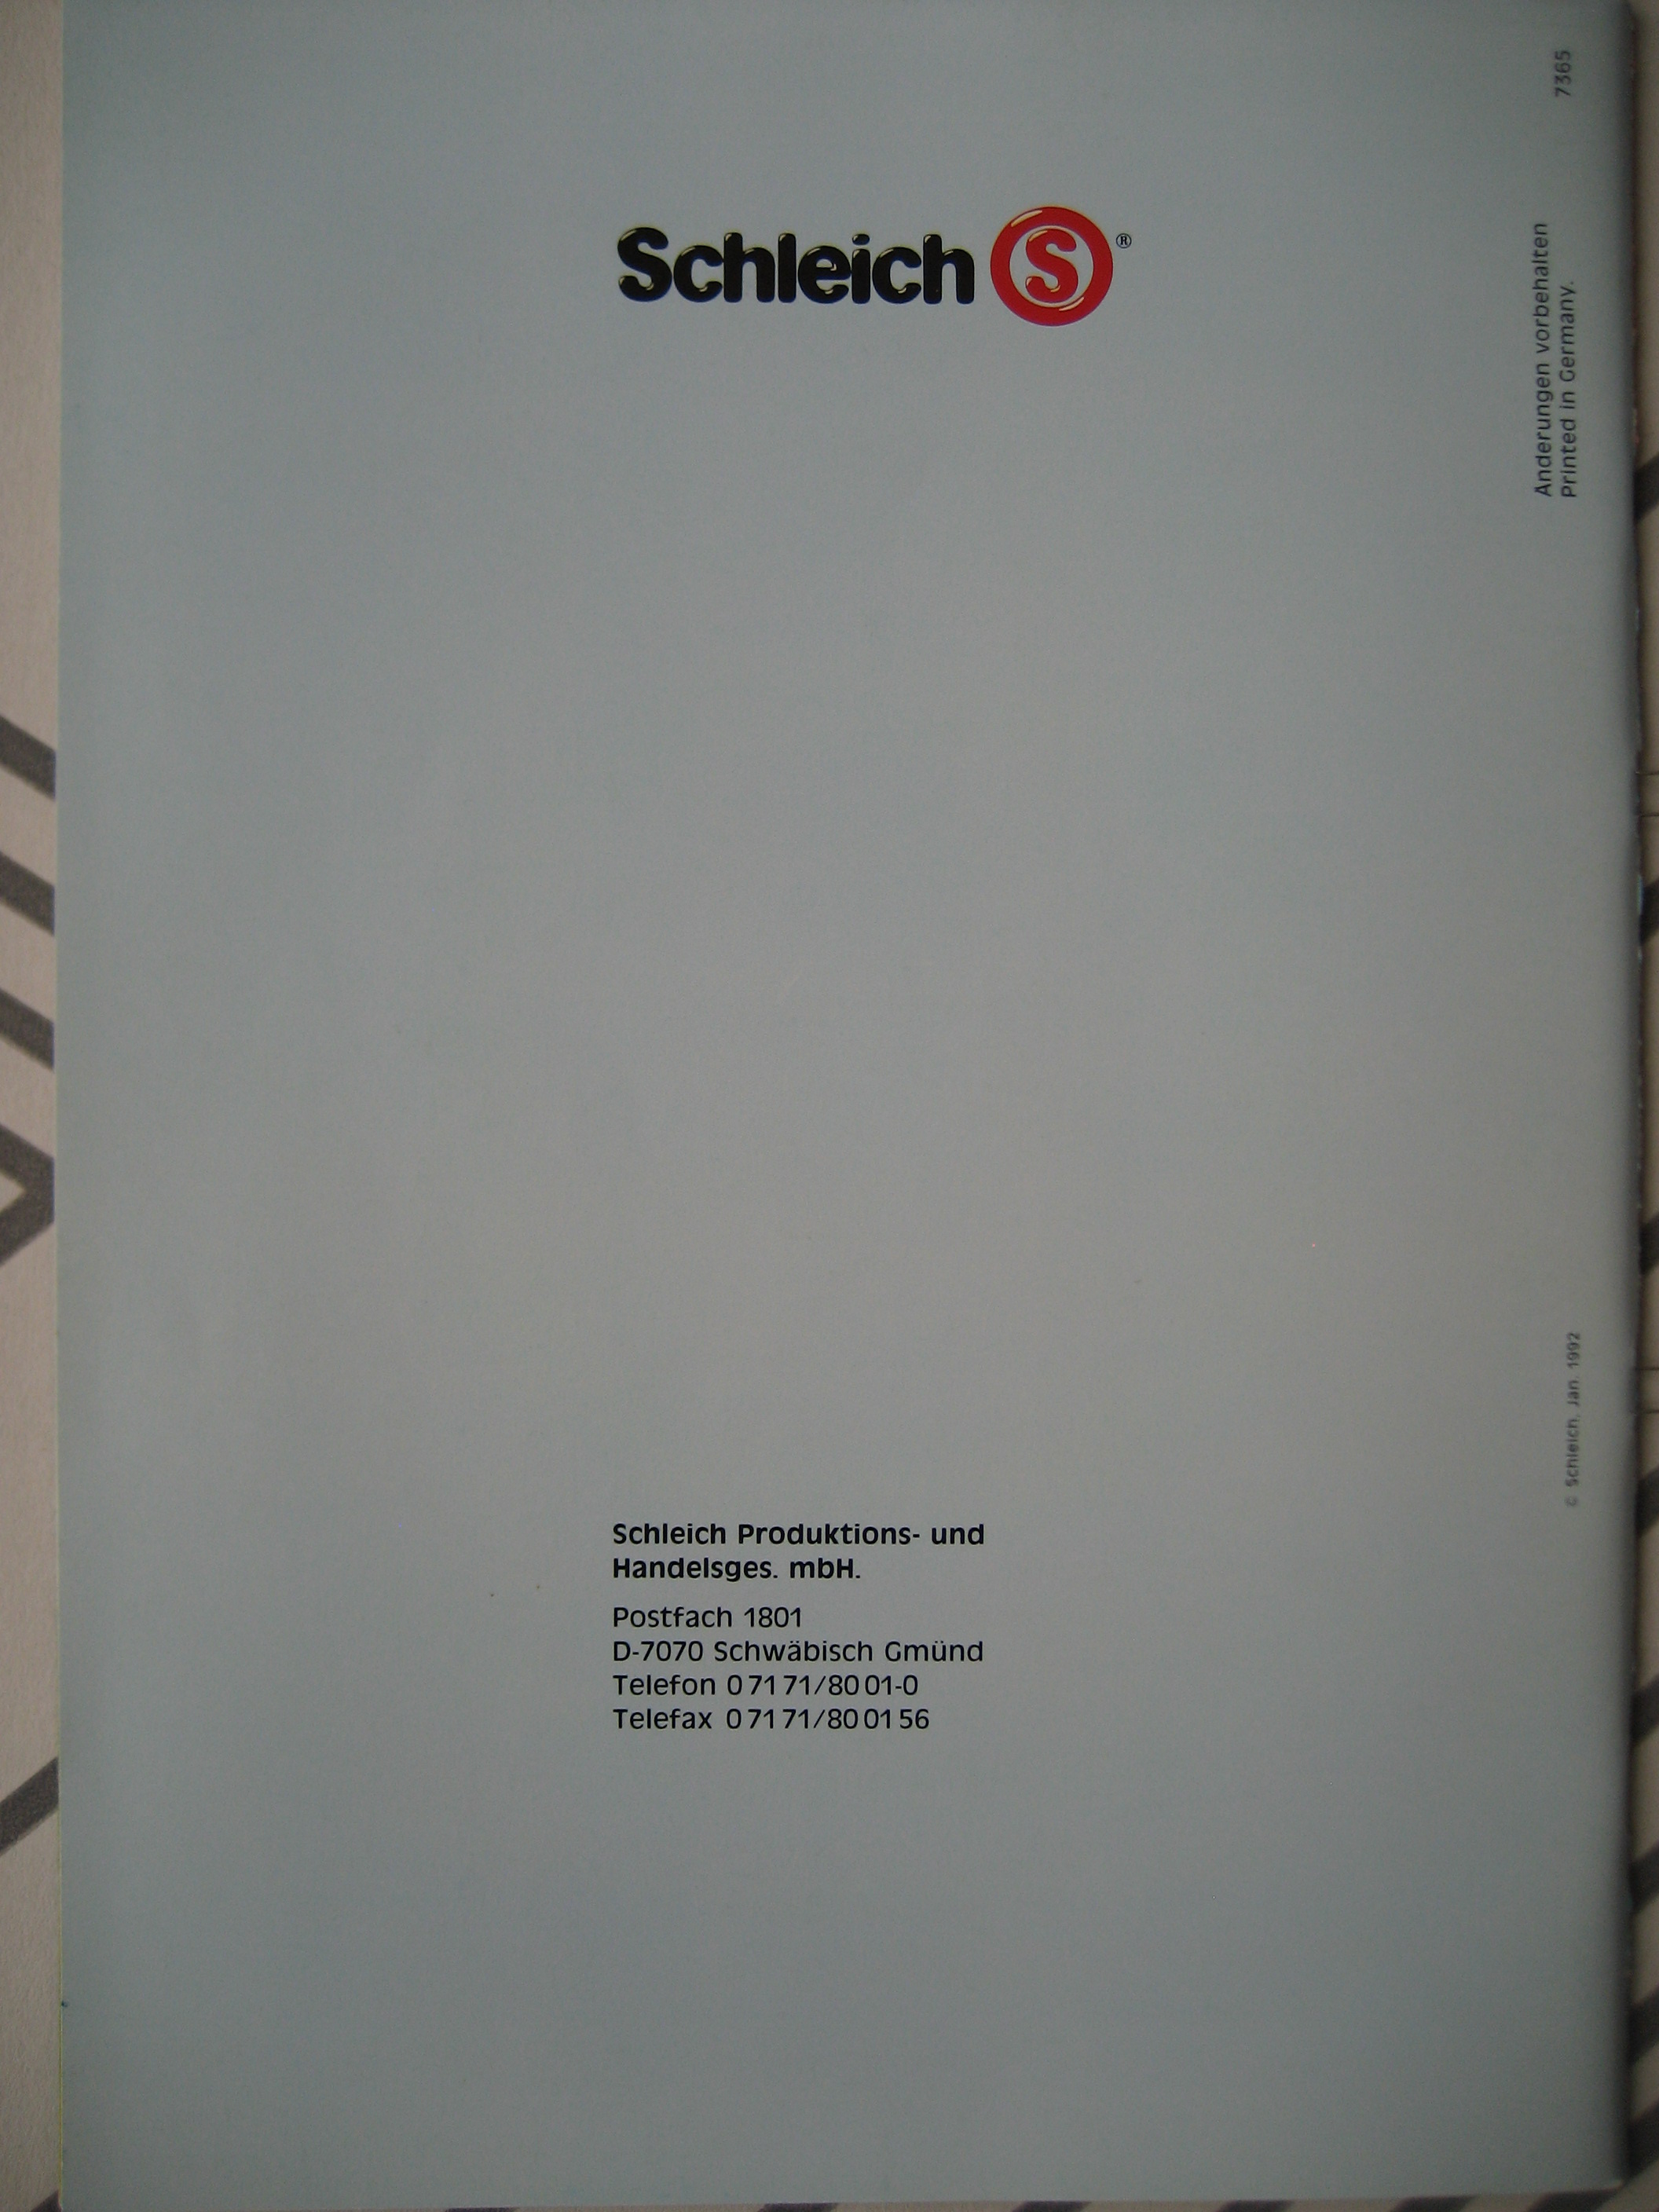 Schleich S ®
7365
Änderungen vorbehalten
Printed in Germany.
© Schleich, Jan. 1992
Schleich Produktions- und
Handelsges. mbH.
Postfach 1801
D-7070 Schwäbisch Gmünd
Telefon 07171/8001-0
Telefax 07171/800156